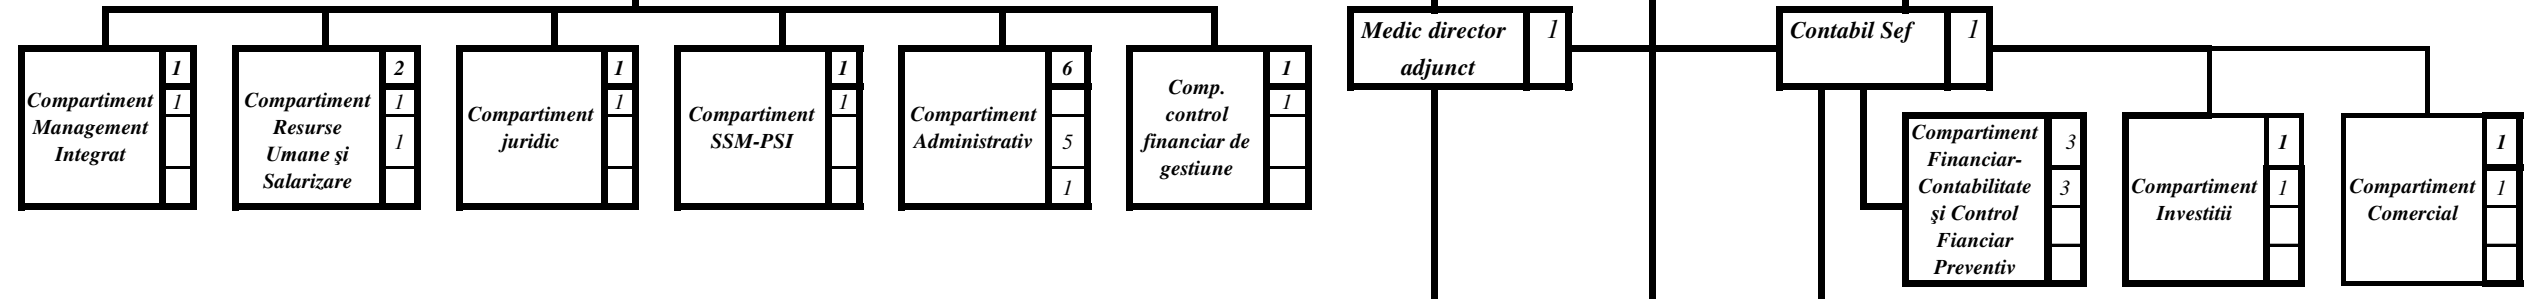 Compartiment
Management
Integrat
1
1
Compartiment
Resurse
Umane şi
Salarizare
2
1
1
Compartiment
juridic
1
1
Compartiment
SSM-PSI
1
1
Compartiment
Administrativ
6
5
1
Comp.
control
financiar de
gestiune
1
1
Medic director
adjunct
1
Contabil Sef
1
Compartiment
Financiar-
Contabilitate
şi Control
Fianciar
Preventiv
3
3
Compartiment
Investitii
1
1
Compartiment
Comercial
1
1